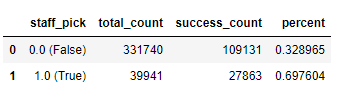 staff_pick total_count success_count percent
0 0.0 (False) 331740 109131 0.328965
1 1.0 (True) 39941 27863 0.697604